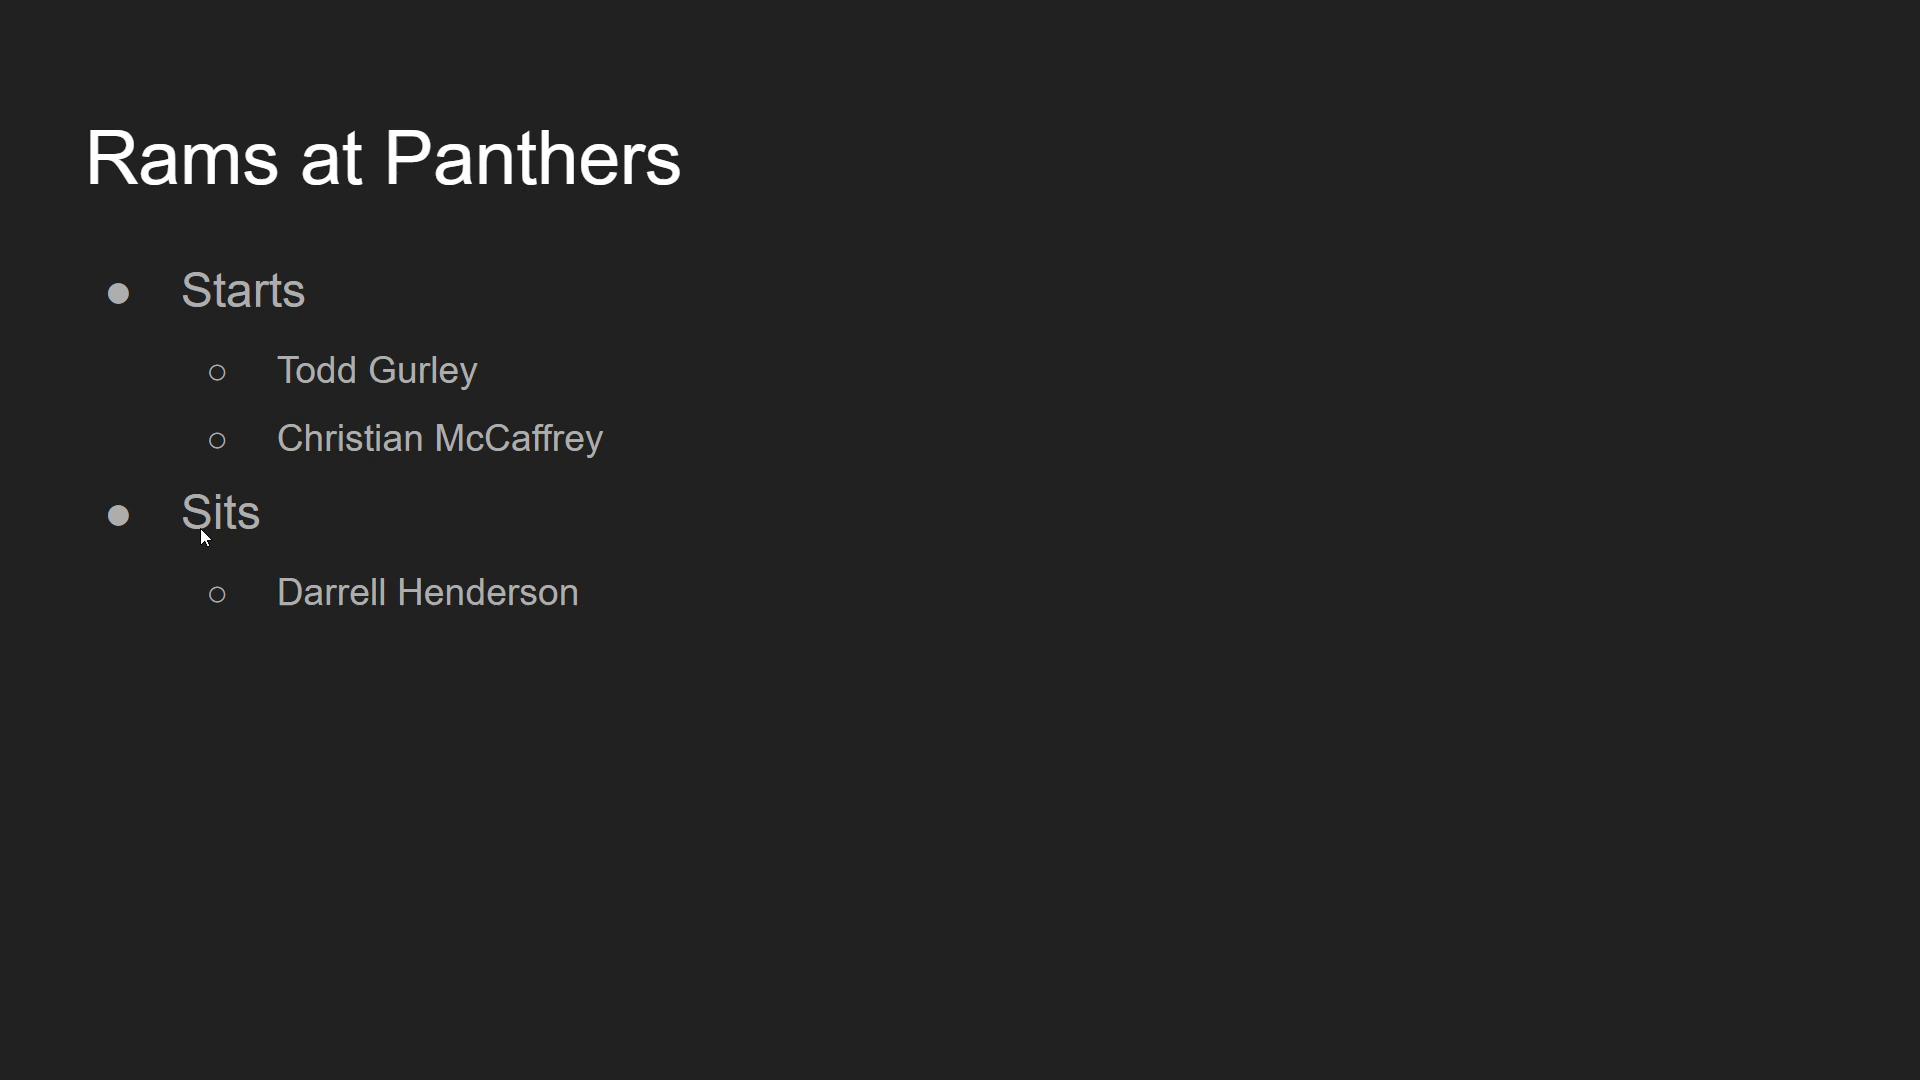 Rams at Panthers
● Starts
○ Todd Gurley
○ Christian McCaffrey
● Sits
○ Darrell Henderson